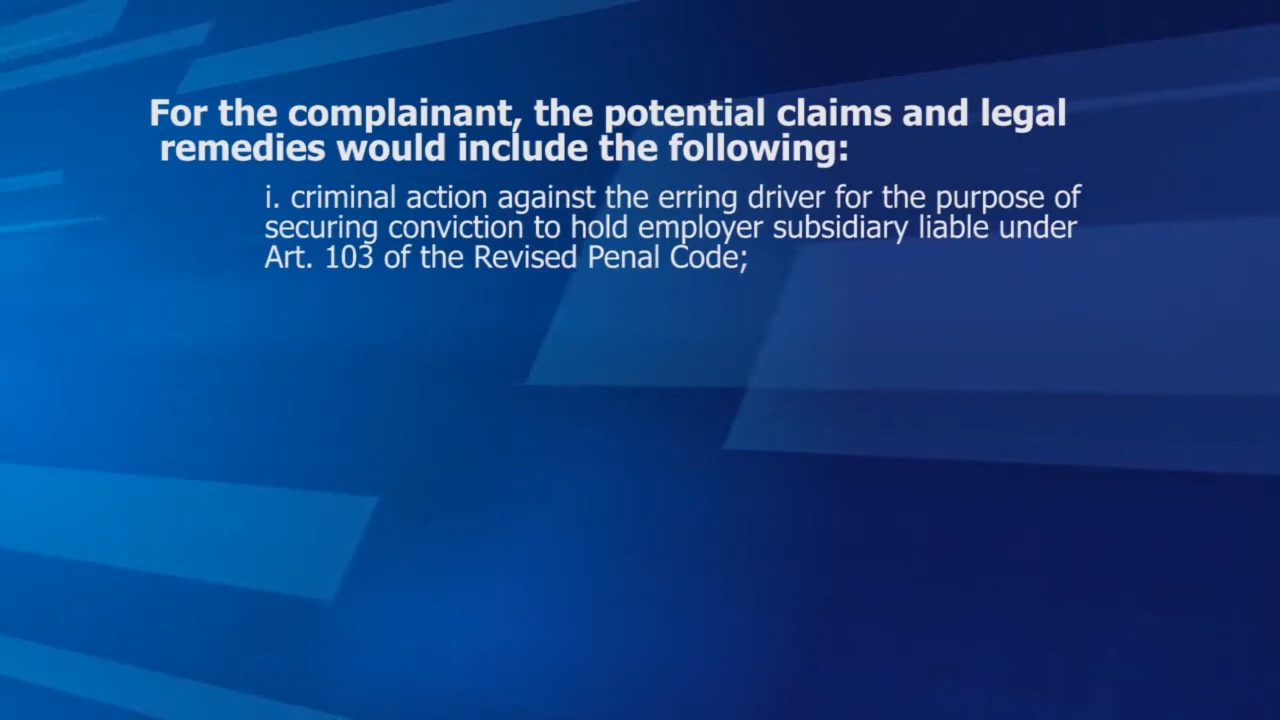 For the complainant, the potential claims and legal
remedies would include the following:
i. criminal action against the erring driver for the purpose of
securing conviction to hold employer subsidiary liable under
Art. 103 of the Revised Penal Code;